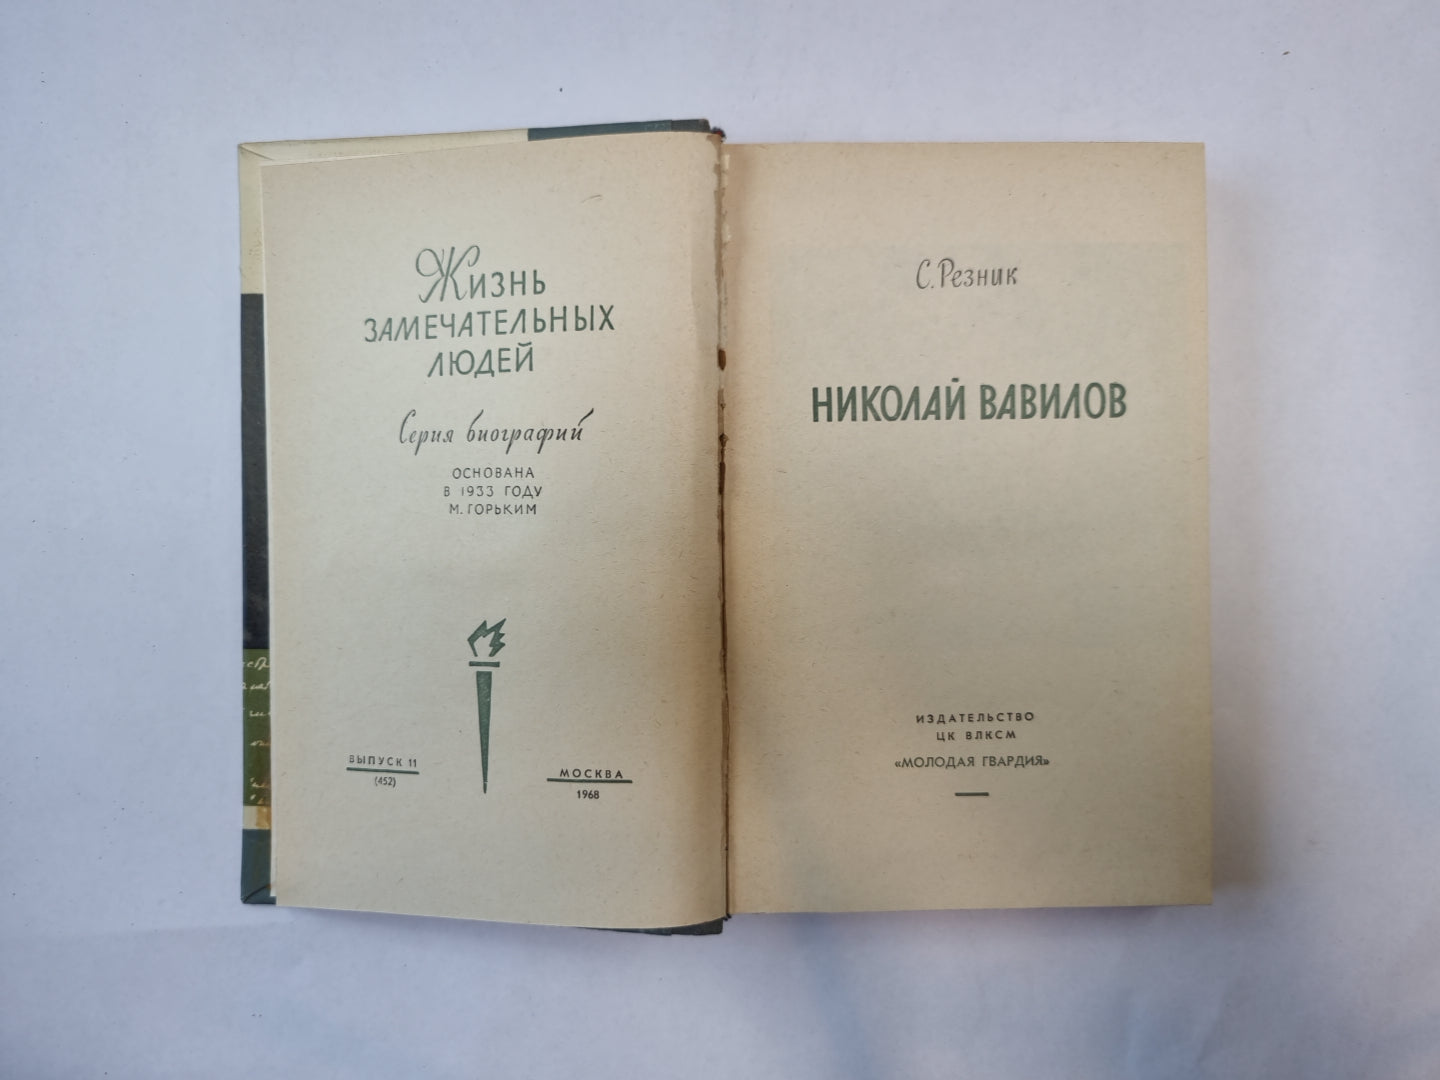 Жизнь
ЗАМЕЧАТЕЛЬНЫХ
ЛЮДЕЙ
Серия биографий
ОСНОВАНА
В 1933 ГОДУ
М. ГОРЬКИМ
ВЫПУСК 11
(452)
МОСКВА
1968
С. Резник
НИКОЛАЙ ВАВИЛОВ
ИЗДАТЕЛЬСТВО
ЦК ВЛКСМ
«МОЛОДАЯ ГВАРДИЯ»